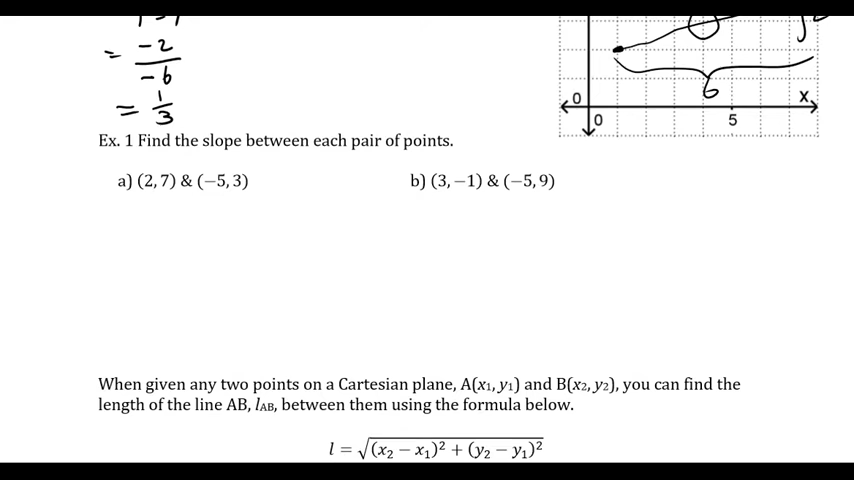 = -2
-6
= 1
3
6
0
x
0
5
Ex. 1 Find the slope between each pair of points.
a) (2, 7) & (−5, 3)
b) (3, −1) & (−5, 9)
When given any two points on a Cartesian plane, A(x₁, y₁) and B(x₂, y₂), you can find the
length of the line AB, lAB, between them using the formula below.
l = √(x₂ − x₁)² + (y₂ − y₁)²